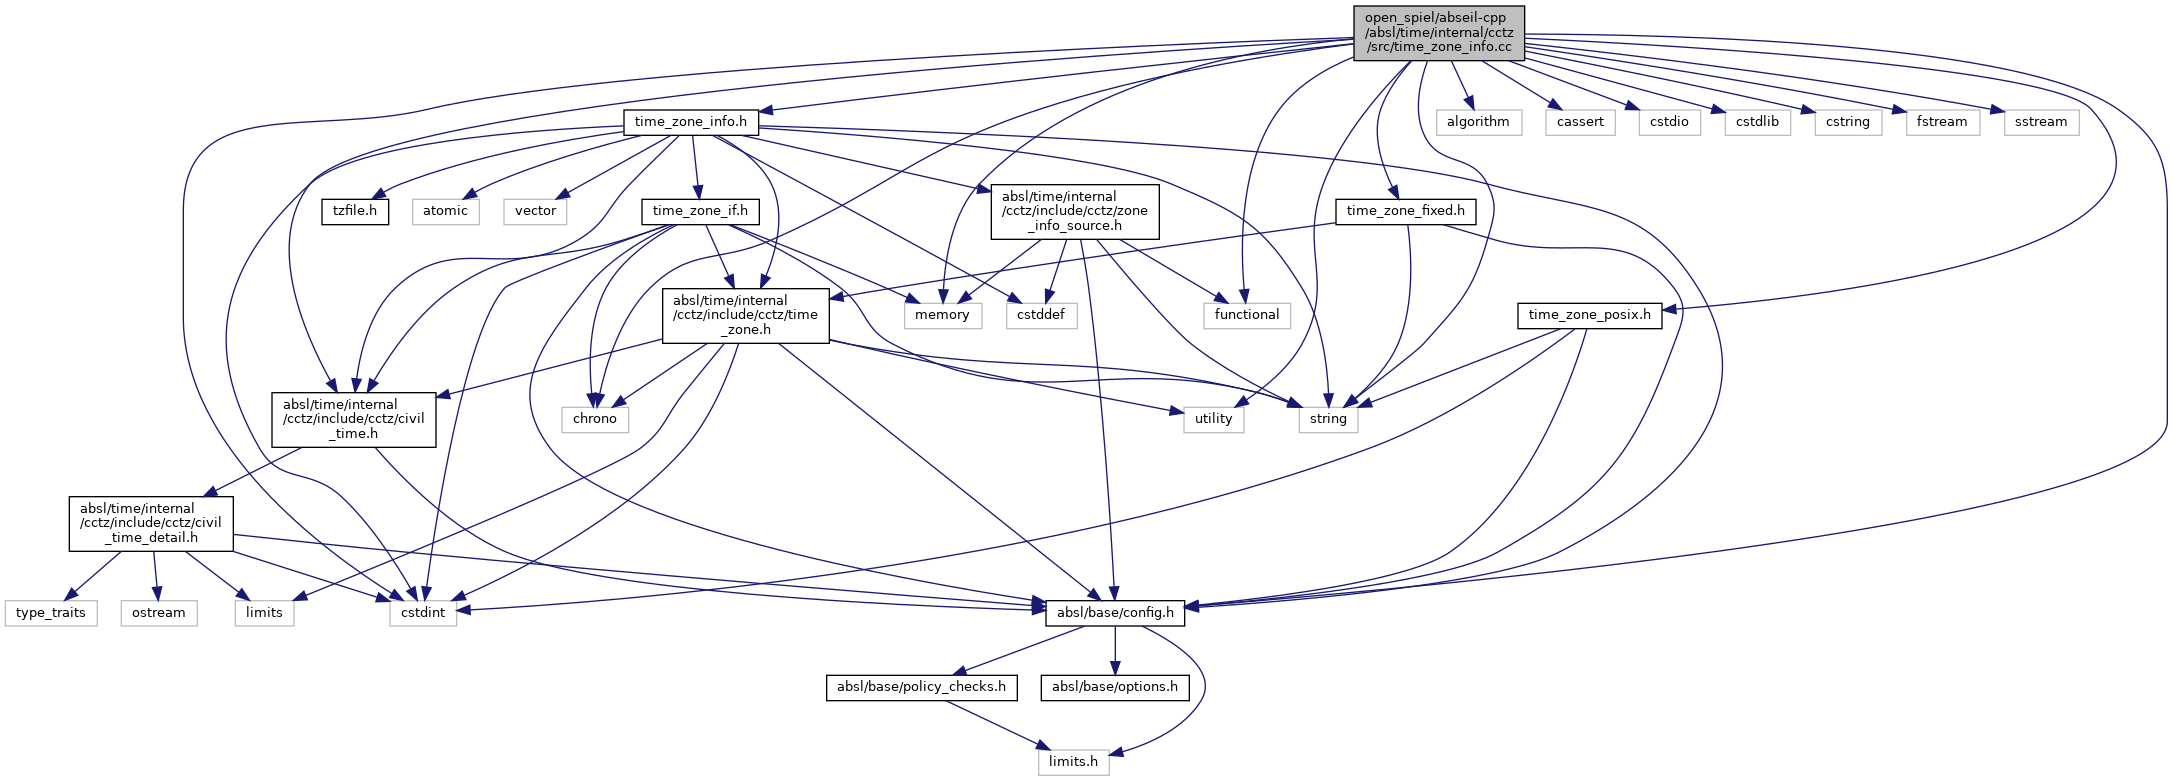 open_spiel/abseil-cpp
/absl/time/internal/cctz
/src/time_zone_info.cc
time_zone_info.h
algorithm
cassert
cstdio
cstdlib
cstring
fstream
sstream
tzfile.h
atomic
vector
time_zone_if.h
absl/time/internal
/cctz/include/cctz/zone
_info_source.h
time_zone_fixed.h
absl/time/internal
/cctz/include/cctz/time
_zone.h
memory
cstddef
functional
time_zone_posix.h
absl/time/internal
/cctz/include/cctz/civil
_time.h
chrono
utility
string
absl/time/internal
/cctz/include/cctz/civil
_time_detail.h
type_traits
ostream
limits
cstdint
absl/base/config.h
absl/base/policy_checks.h
absl/base/options.h
limits.h